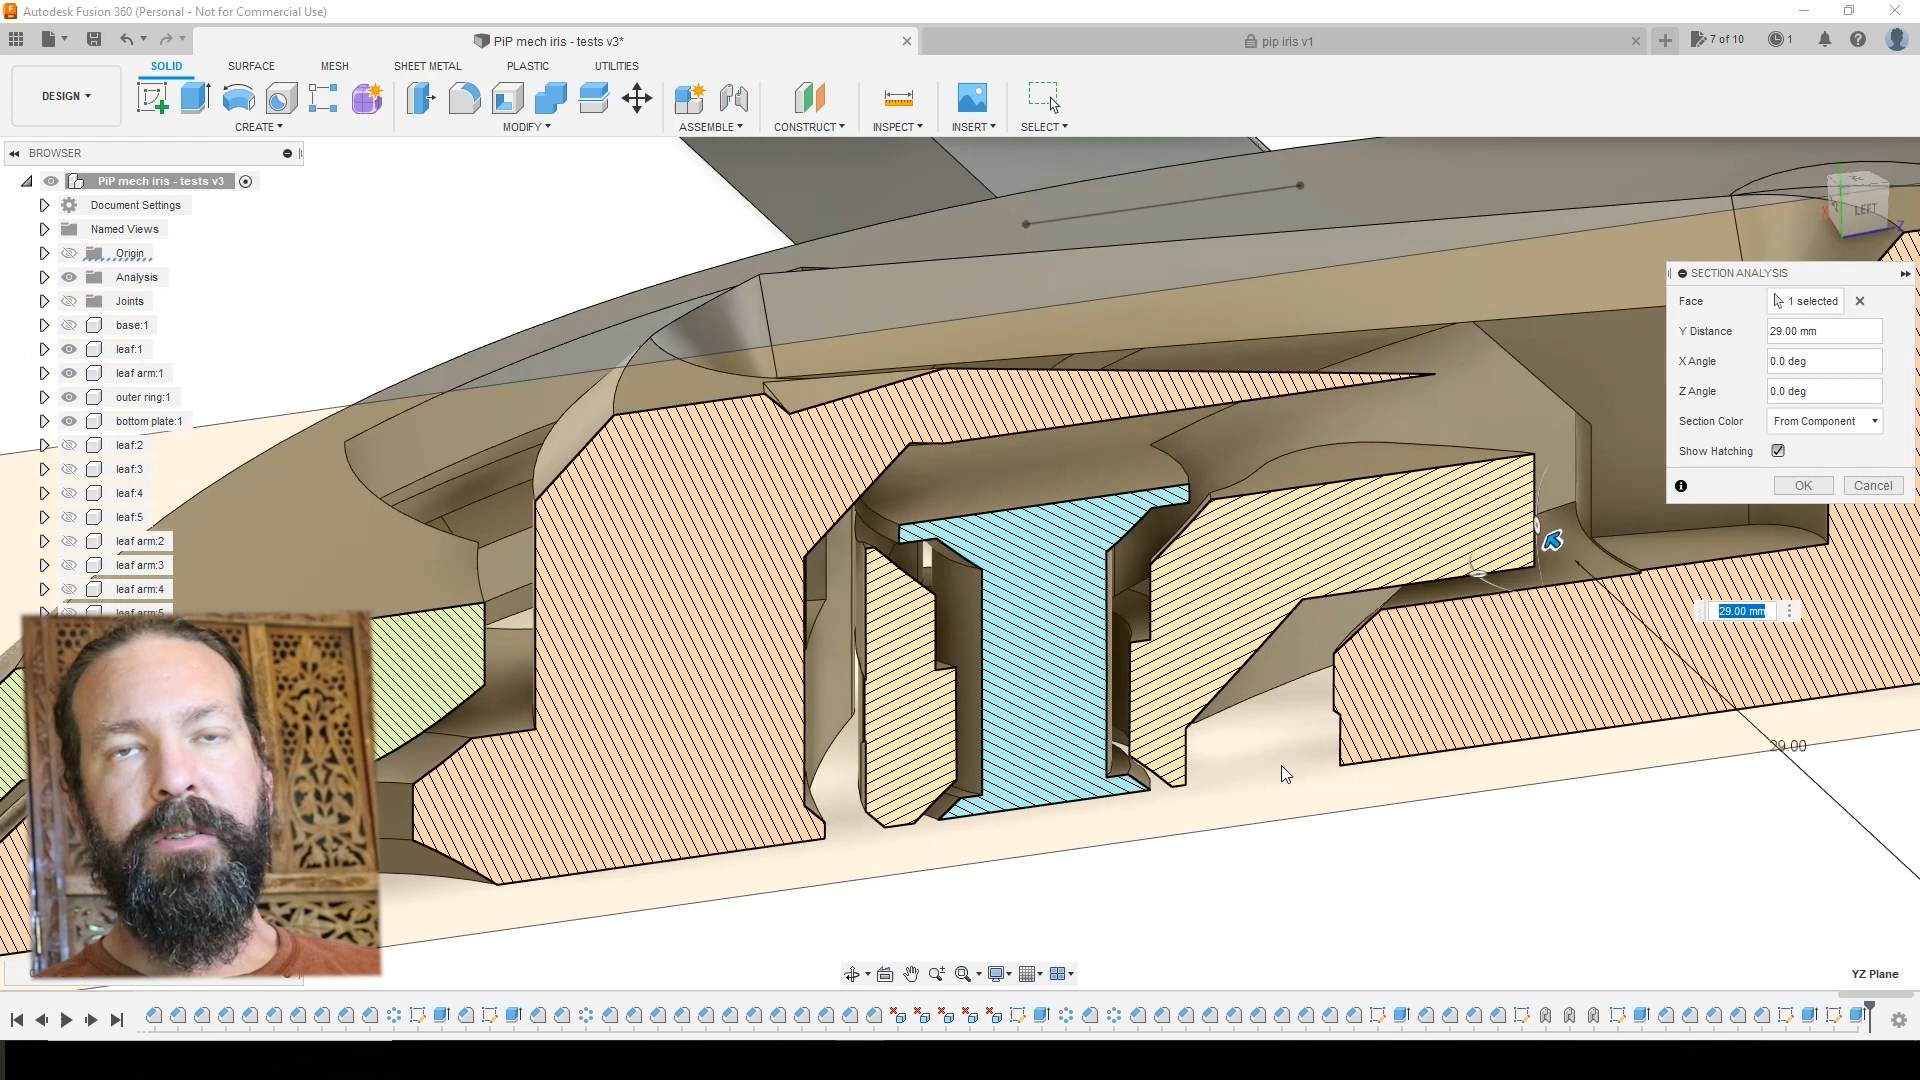 Autodesk Fusion 360 (Personal - Not for Commercial Use)
PiP mech iris - tests v3*
pip iris v1
7 of 10
1
DESIGN
SOLID
SURFACE
MESH
SHEET METAL
PLASTIC
UTILITIES
CREATE
MODIFY
ASSEMBLE
CONSTRUCT
INSPECT
INSERT
SELECT
BROWSER
PiP mech iris - tests v3
Document Settings
Named Views
Origin
Analysis
Joints
base:1
leaf:1
leaf arm:1
outer ring:1
bottom plate:1
leaf:2
leaf:3
leaf:4
leaf:5
leaf arm:2
leaf arm:3
leaf arm:4
leaf arm:5
LEFT
X
Z
SECTION ANALYSIS
Face
1 selected
Y Distance
29.00 mm
X Angle
0.0 deg
Z Angle
0.0 deg
Section Color
From Component
Show Hatching
OK
Cancel
29.00 mm
29.00
YZ Plane